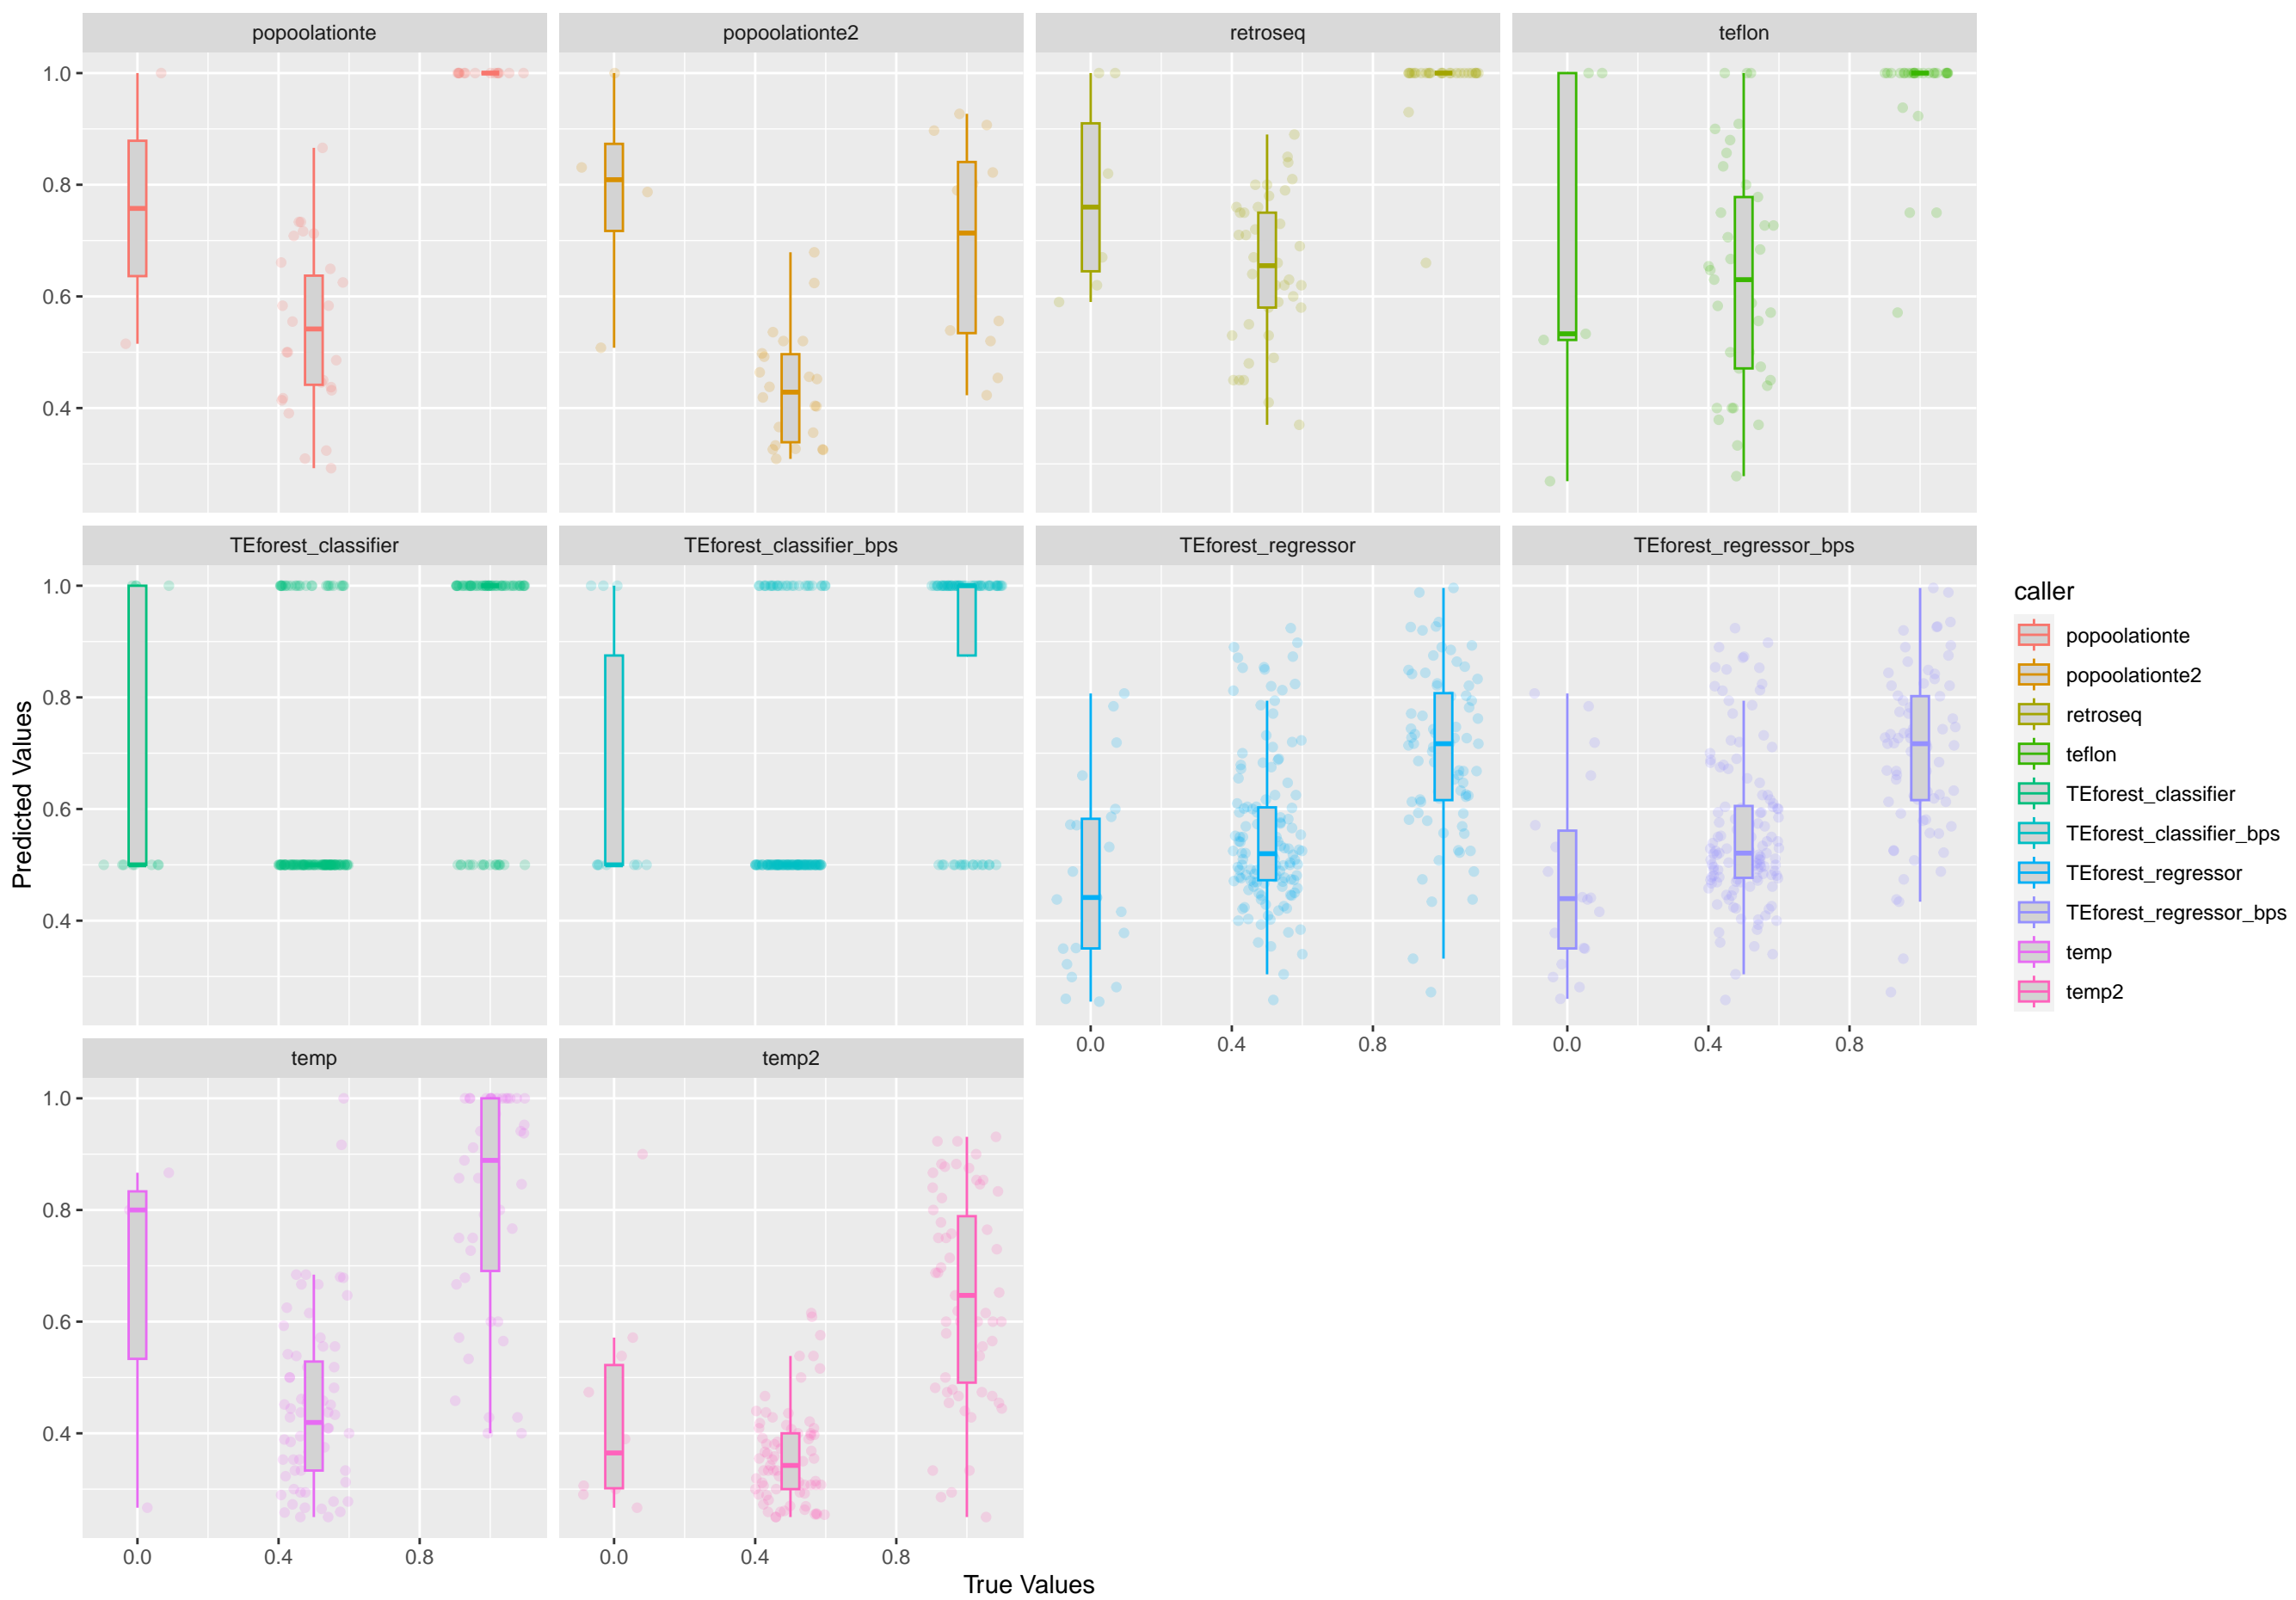 popoolationte
popoolationte2
retroseq
teflon
1.0
0.8
0.6
0.4
TEforest_classifier
TEforest_classifier_bps
TEforest_regressor
TEforest_regressor_bps
1.0
0.8
0.6
0.4
0.0 0.4 0.8
0.0 0.4 0.8
temp
temp2
1.0
0.8
0.6
0.4
0.0 0.4 0.8
0.0 0.4 0.8
True Values
Predicted Values
caller
popoolationte
popoolationte2
retroseq
teflon
TEforest_classifier
TEforest_classifier_bps
TEforest_regressor
TEforest_regressor_bps
temp
temp2